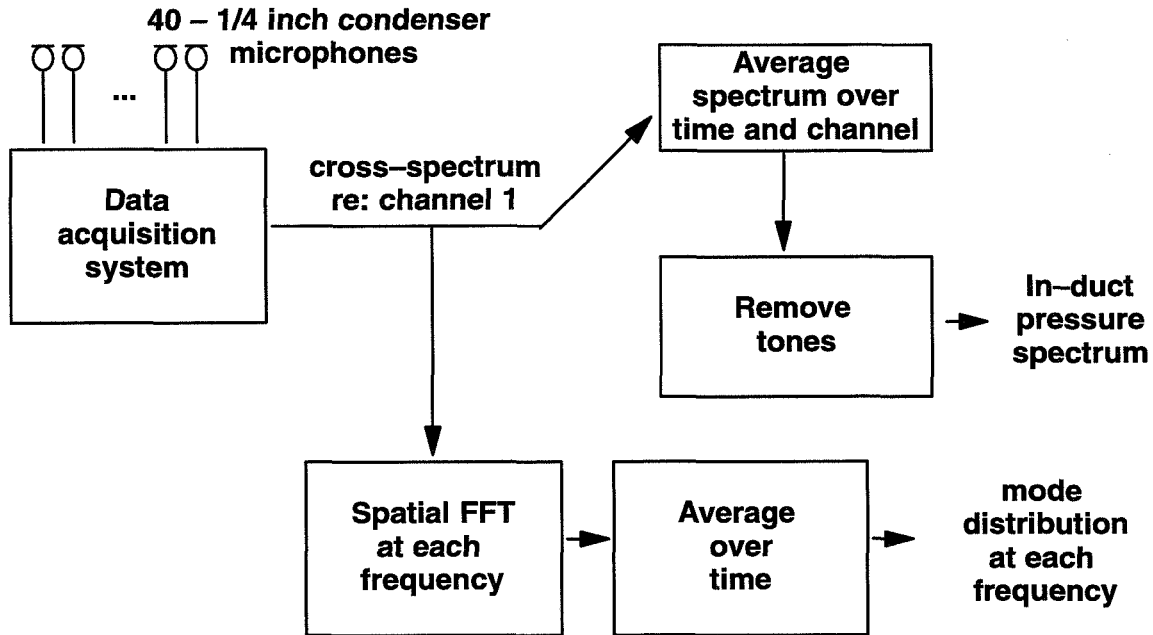 40 – 1/4 inch condenser
microphones
...
Data
acquisition
system
cross–spectrum
re: channel 1
Average
spectrum over
time and channel
Remove
tones
In–duct
pressure
spectrum
Spatial FFT
at each
frequency
Average
over
time
mode
distribution
at each
frequency